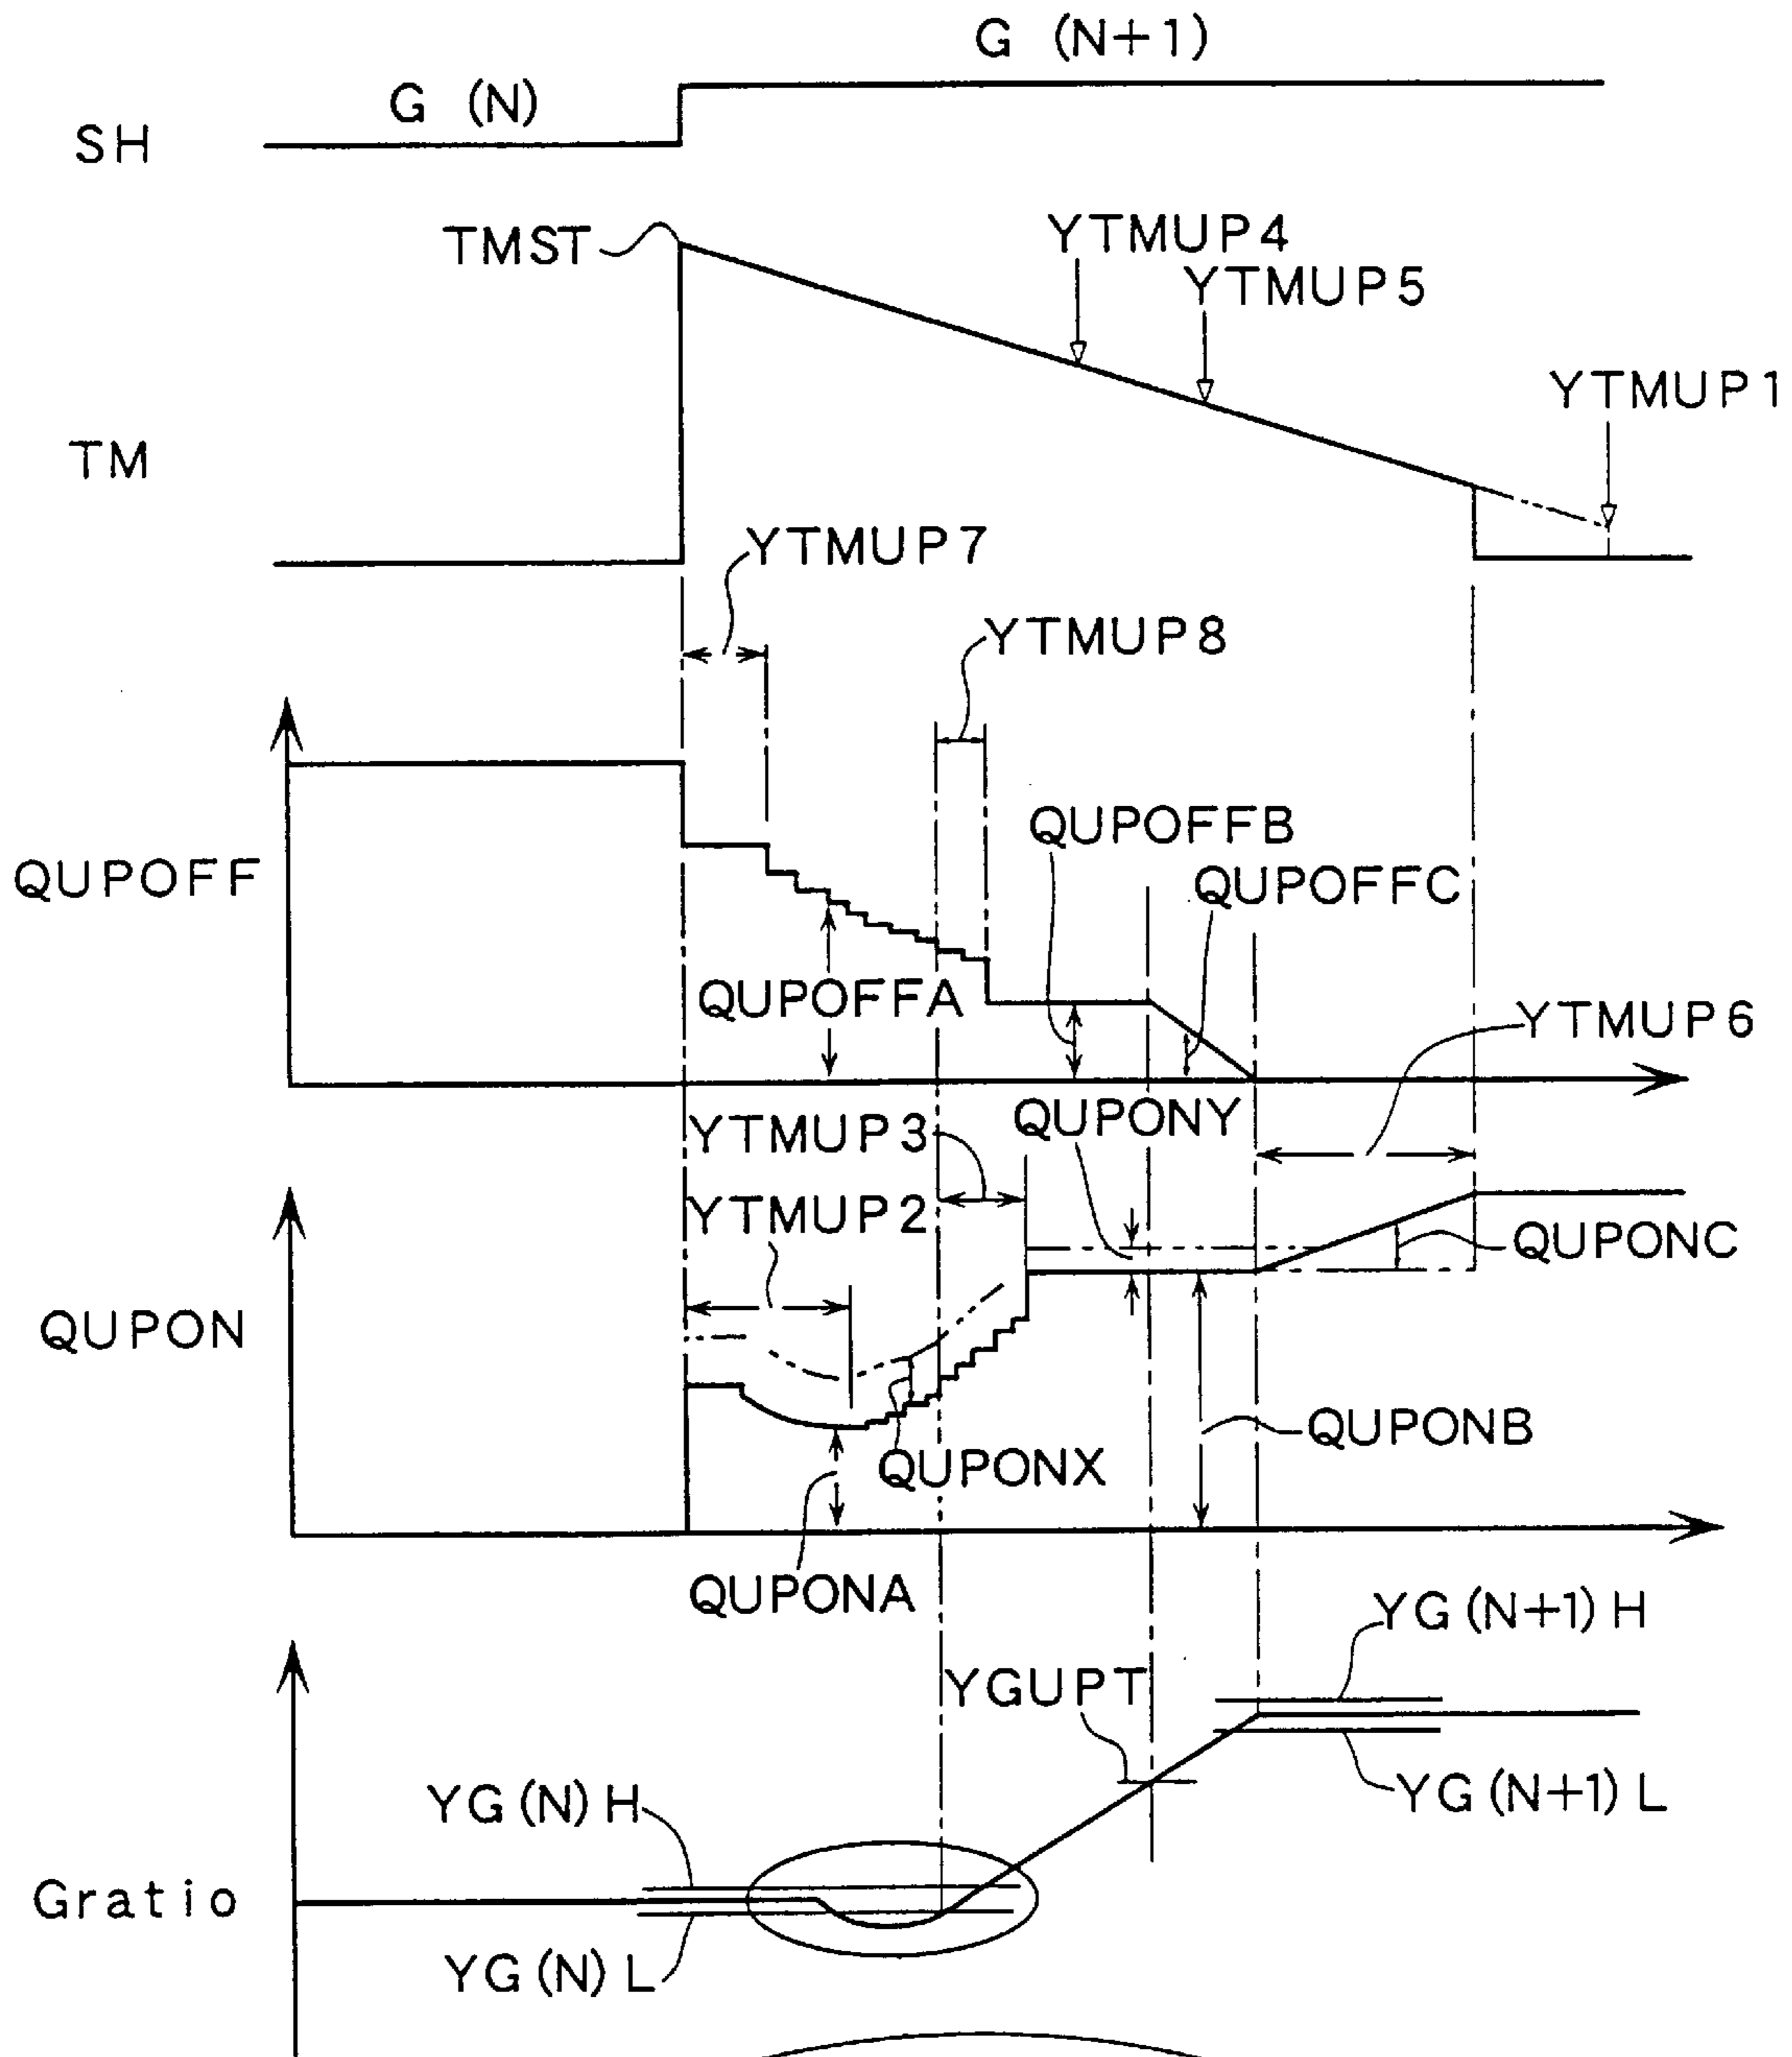 G (N+1)
G (N)
SH
TMST
YTMUP4
YTMUP5
YTMUP1
TM
YTMUP7
YTMUP8
QUPOFFB
QUPOFF
QUPOFFC
QUPOFFA
YTMUP6
QUPONY
YTMUP3
YTMUP2
QUPONC
QUPON
QUPONB
QUPONX
QUPONA
YG(N+1)H
YGUPT
YG(N+1)L
YG(N)H
Gratio
YG(N)L